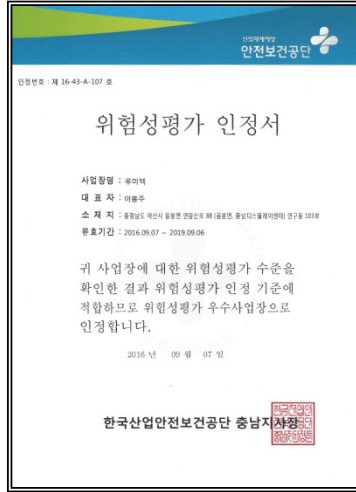 산업재해예방
안전보건공단
인정번호 : 제 16-43-A-107 호
위험성평가 인정서
사업장명 : 루미텍
대 표 자 : 이봉주
소 재 지 : 충청남도 아산시 음봉면 연암산로 88 (음봉면, 충남디스플레이센터) 연구동 103호
유효기간 : 2016.09.07 ~ 2019.09.06
귀 사업장에 대한 위험성평가 수준을
확인한 결과 위험성평가 인정 기준에
적합하므로 위험성평가 우수사업장으로
인정합니다.
2016 년 09 월 07 일
한국산업안전보건공단 충남지사장